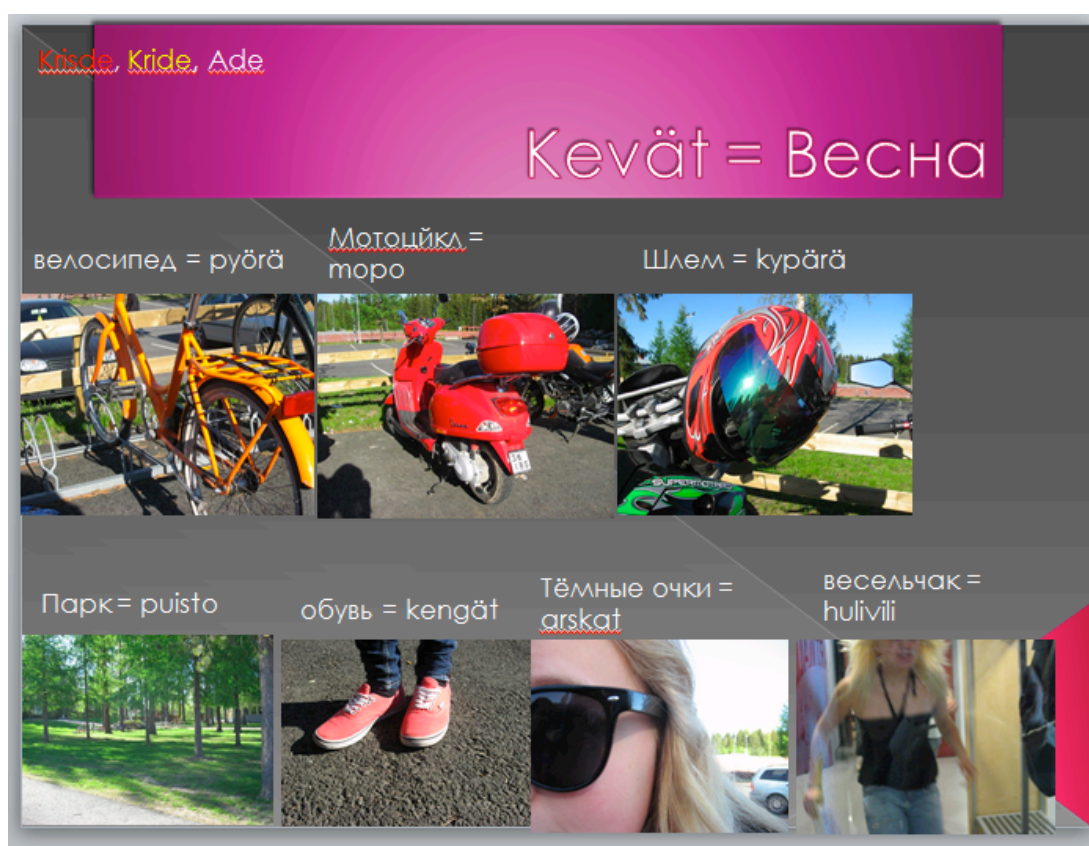 Krisde, Kride, Ade
Kevät = Весна
велосипед = pyörä
Мотоцйкл =
mopo
Шлем = kypärä
SUPERMOTARD
Парк= puisto
обувь = kengät
Тёмные очки =
arskat
весельчак =
hulivili